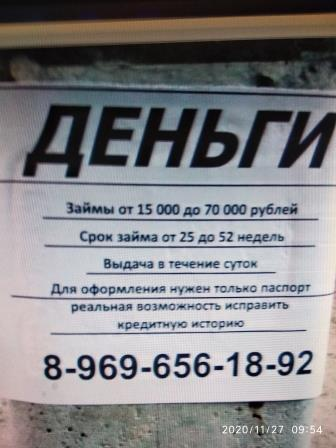 ДЕНЬГИ
Займы от 15 000 до 70 000 рублей
Срок займа от 25 до 52 недель
Выдача в течение суток
Для оформления нужен только паспорт
реальная возможность исправить
кредитную историю
8-969-656-18-92
2020/11/27 09:54